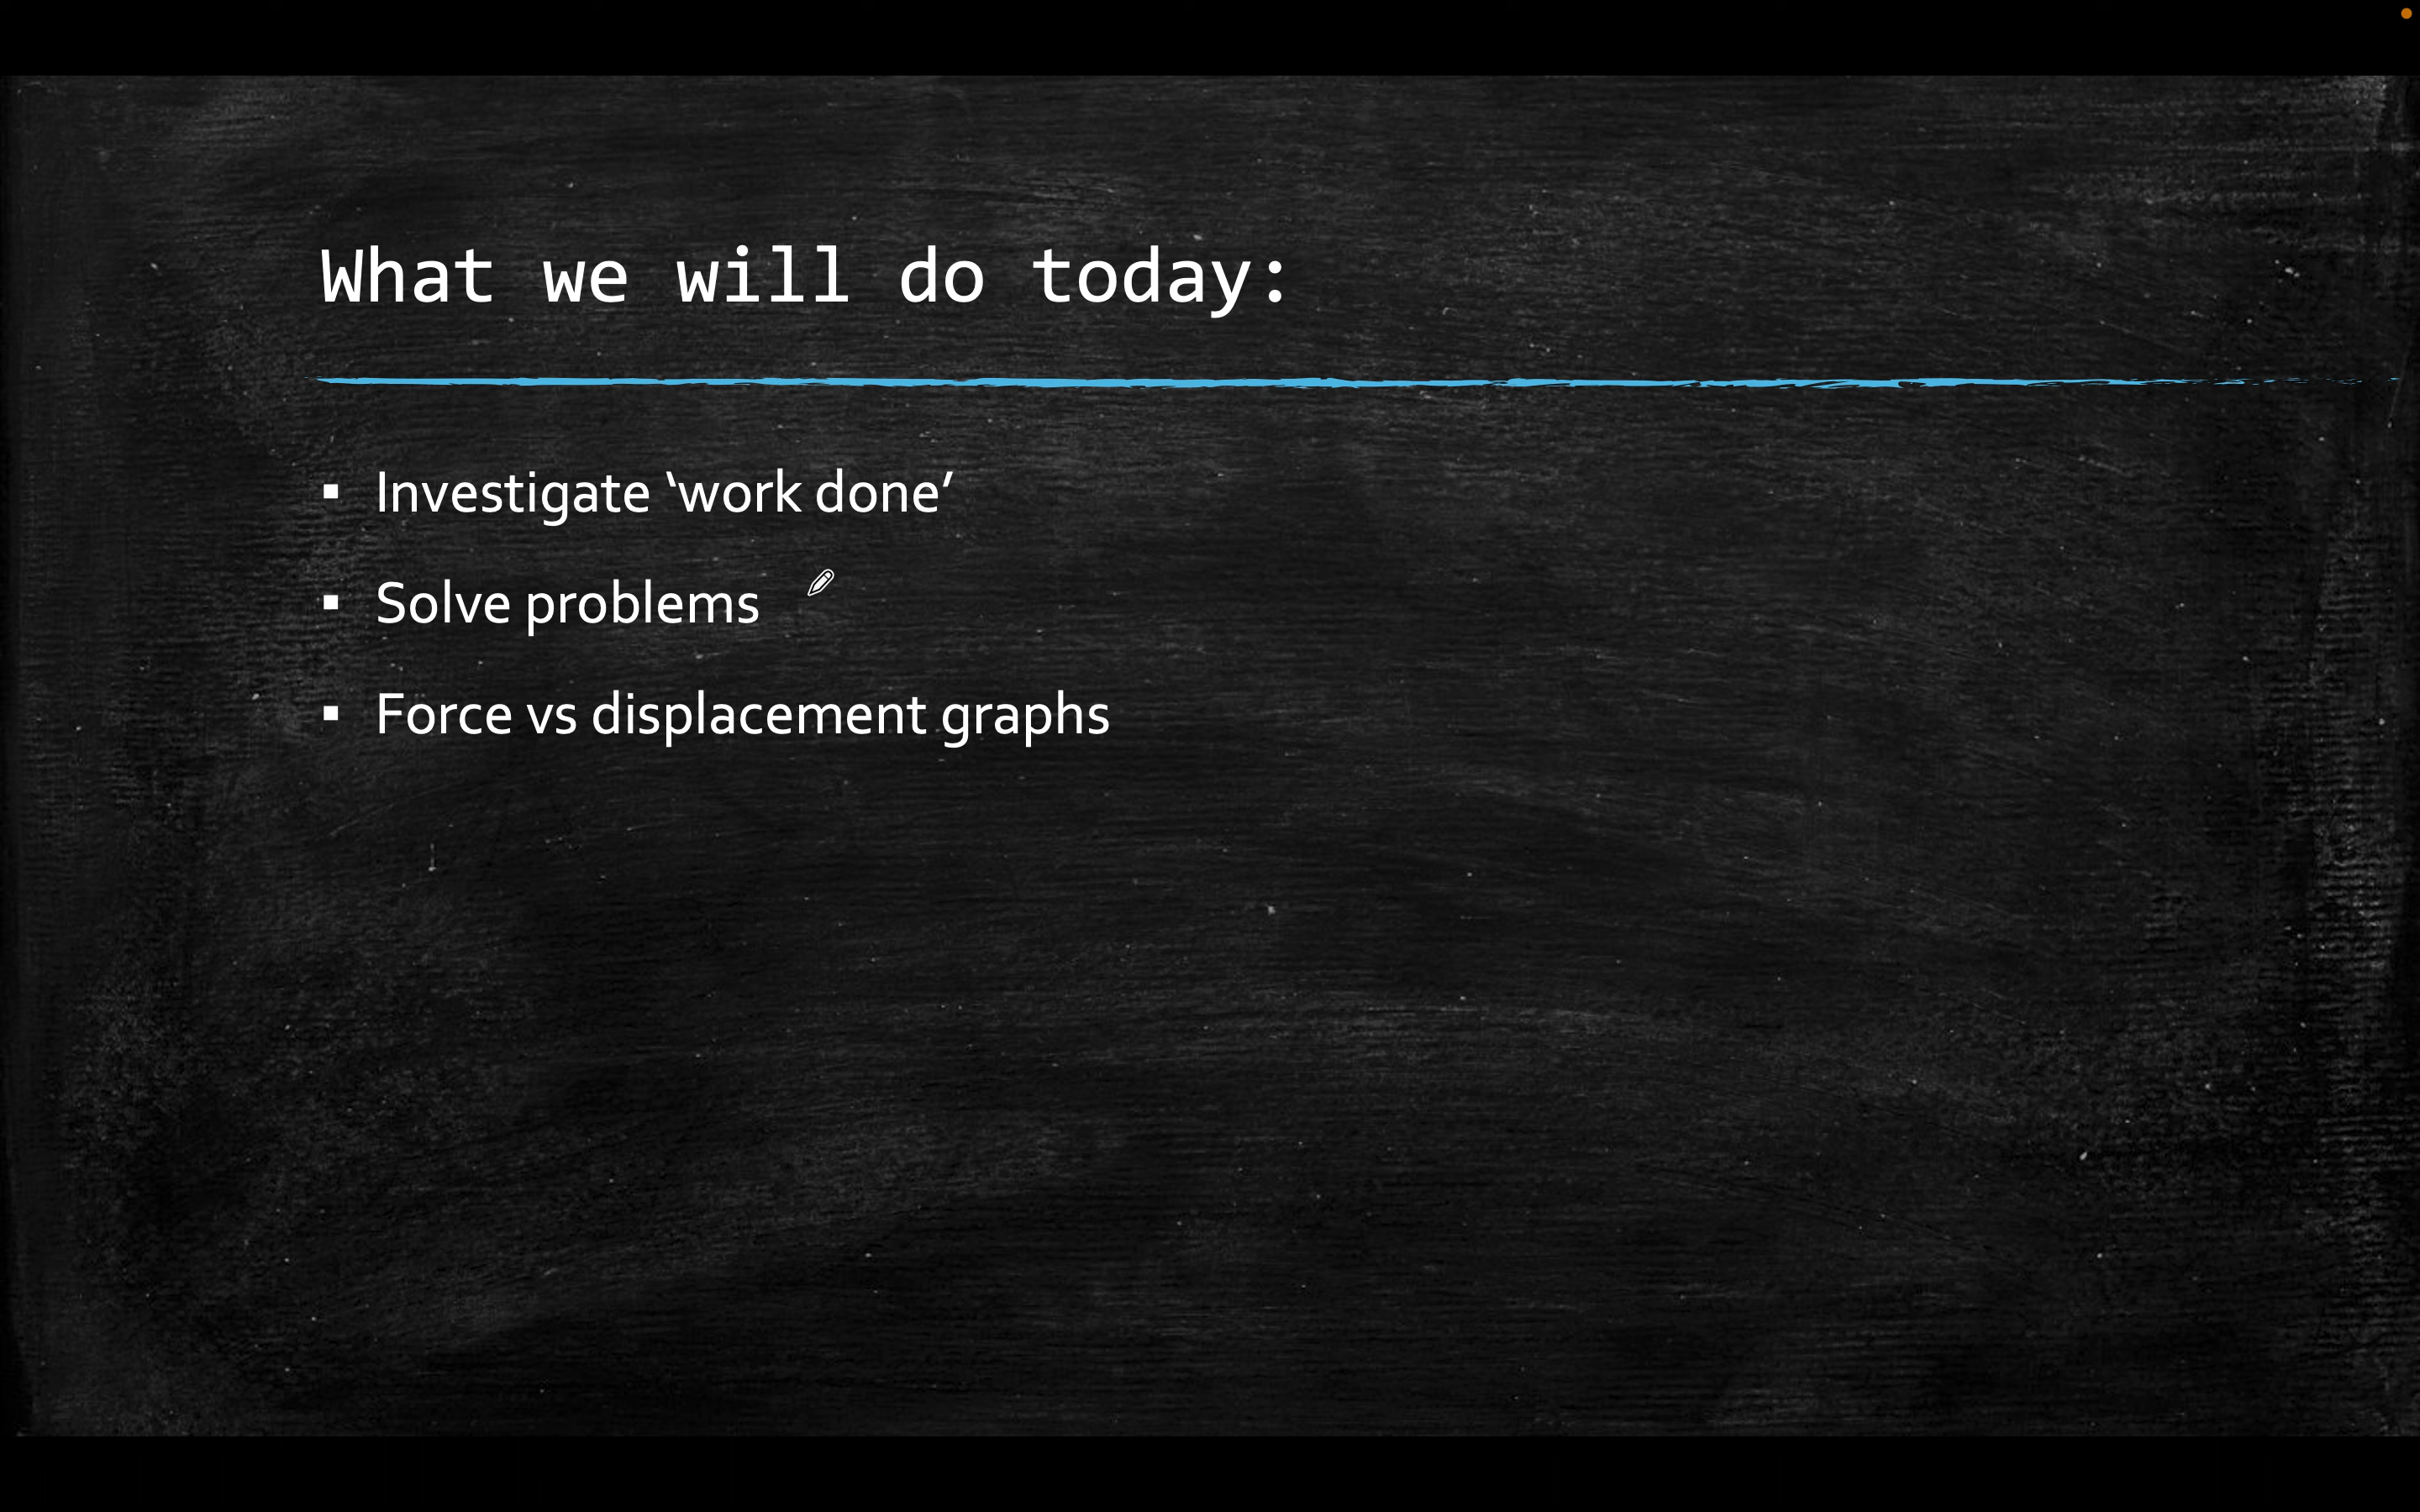 What we will do today:
▪ Investigate ‘work done’
▪ Solve problems
▪ Force vs displacement graphs